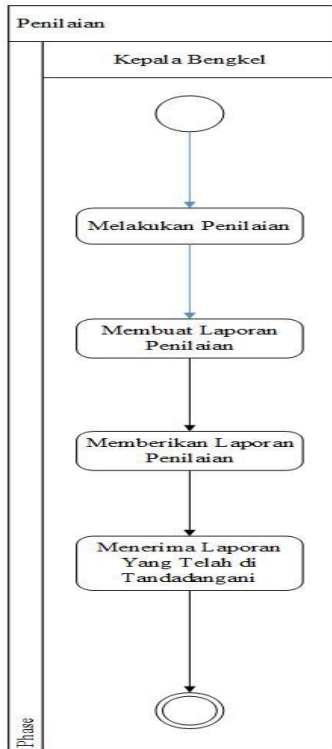 Penilaian
Kepala Bengkel
Melakukan Penilaian
Membuat Laporan
Penilaian
Memberikan Laporan
Penilaian
Menerima Laporan
Yang Telah di
Tandadangani
Phase